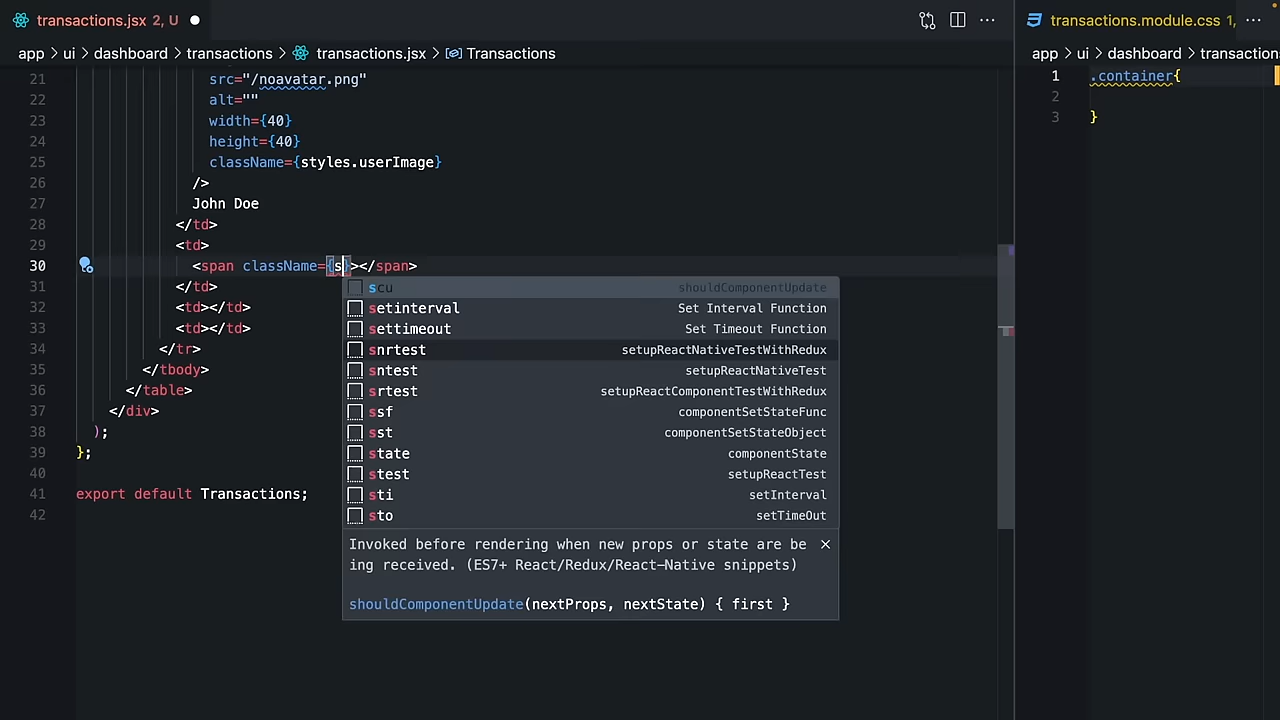 transactions.jsx 2, U
transactions.module.css 1,
app ui dashboard transactions transactions.jsx Transactions
app ui dashboard transaction
21 src="/noavatar.png"
22 alt=""
23 width={40}
24 height={40}
25 className={styles.userImage}
26 />
27 John Doe
28 </td>
29 <td>
30 <span className={s}></span>
31 </td>
32 <td></td>
33 <td></td>
34 </tr>
35 </tbody>
36 </table>
37 </div>
38 );
39 };
40
41 export default Transactions;
42
scu shouldComponentUpdate
setinterval Set Interval Function
settimeout Set Timeout Function
snrtest setupReactNativeTestWithRedux
sntest setupReactNativeTest
srtest setupReactComponentTestWithRedux
ssf componentSetStateFunc
sst componentSetStateObject
state componentState
stest setupReactTest
sti setInterval
sto setTimeOut
Invoked before rendering when new props or state are be
ing received. (ES7+ React/Redux/React-Native snippets)
shouldComponentUpdate(nextProps, nextState) { first }
1 .container{
2
3 }